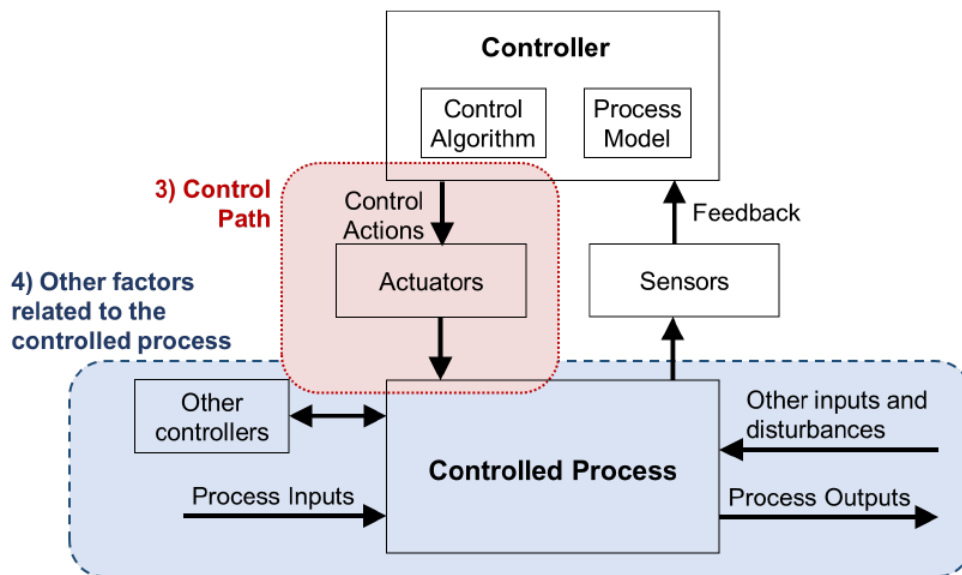 Controller
Control
Algorithm
Process
Model
3) Control
Path
Control
Actions
Feedback
Actuators
Sensors
4) Other factors
related to the
controlled process
Other
controllers
Other inputs and
disturbances
Controlled Process
Process Inputs
Process Outputs